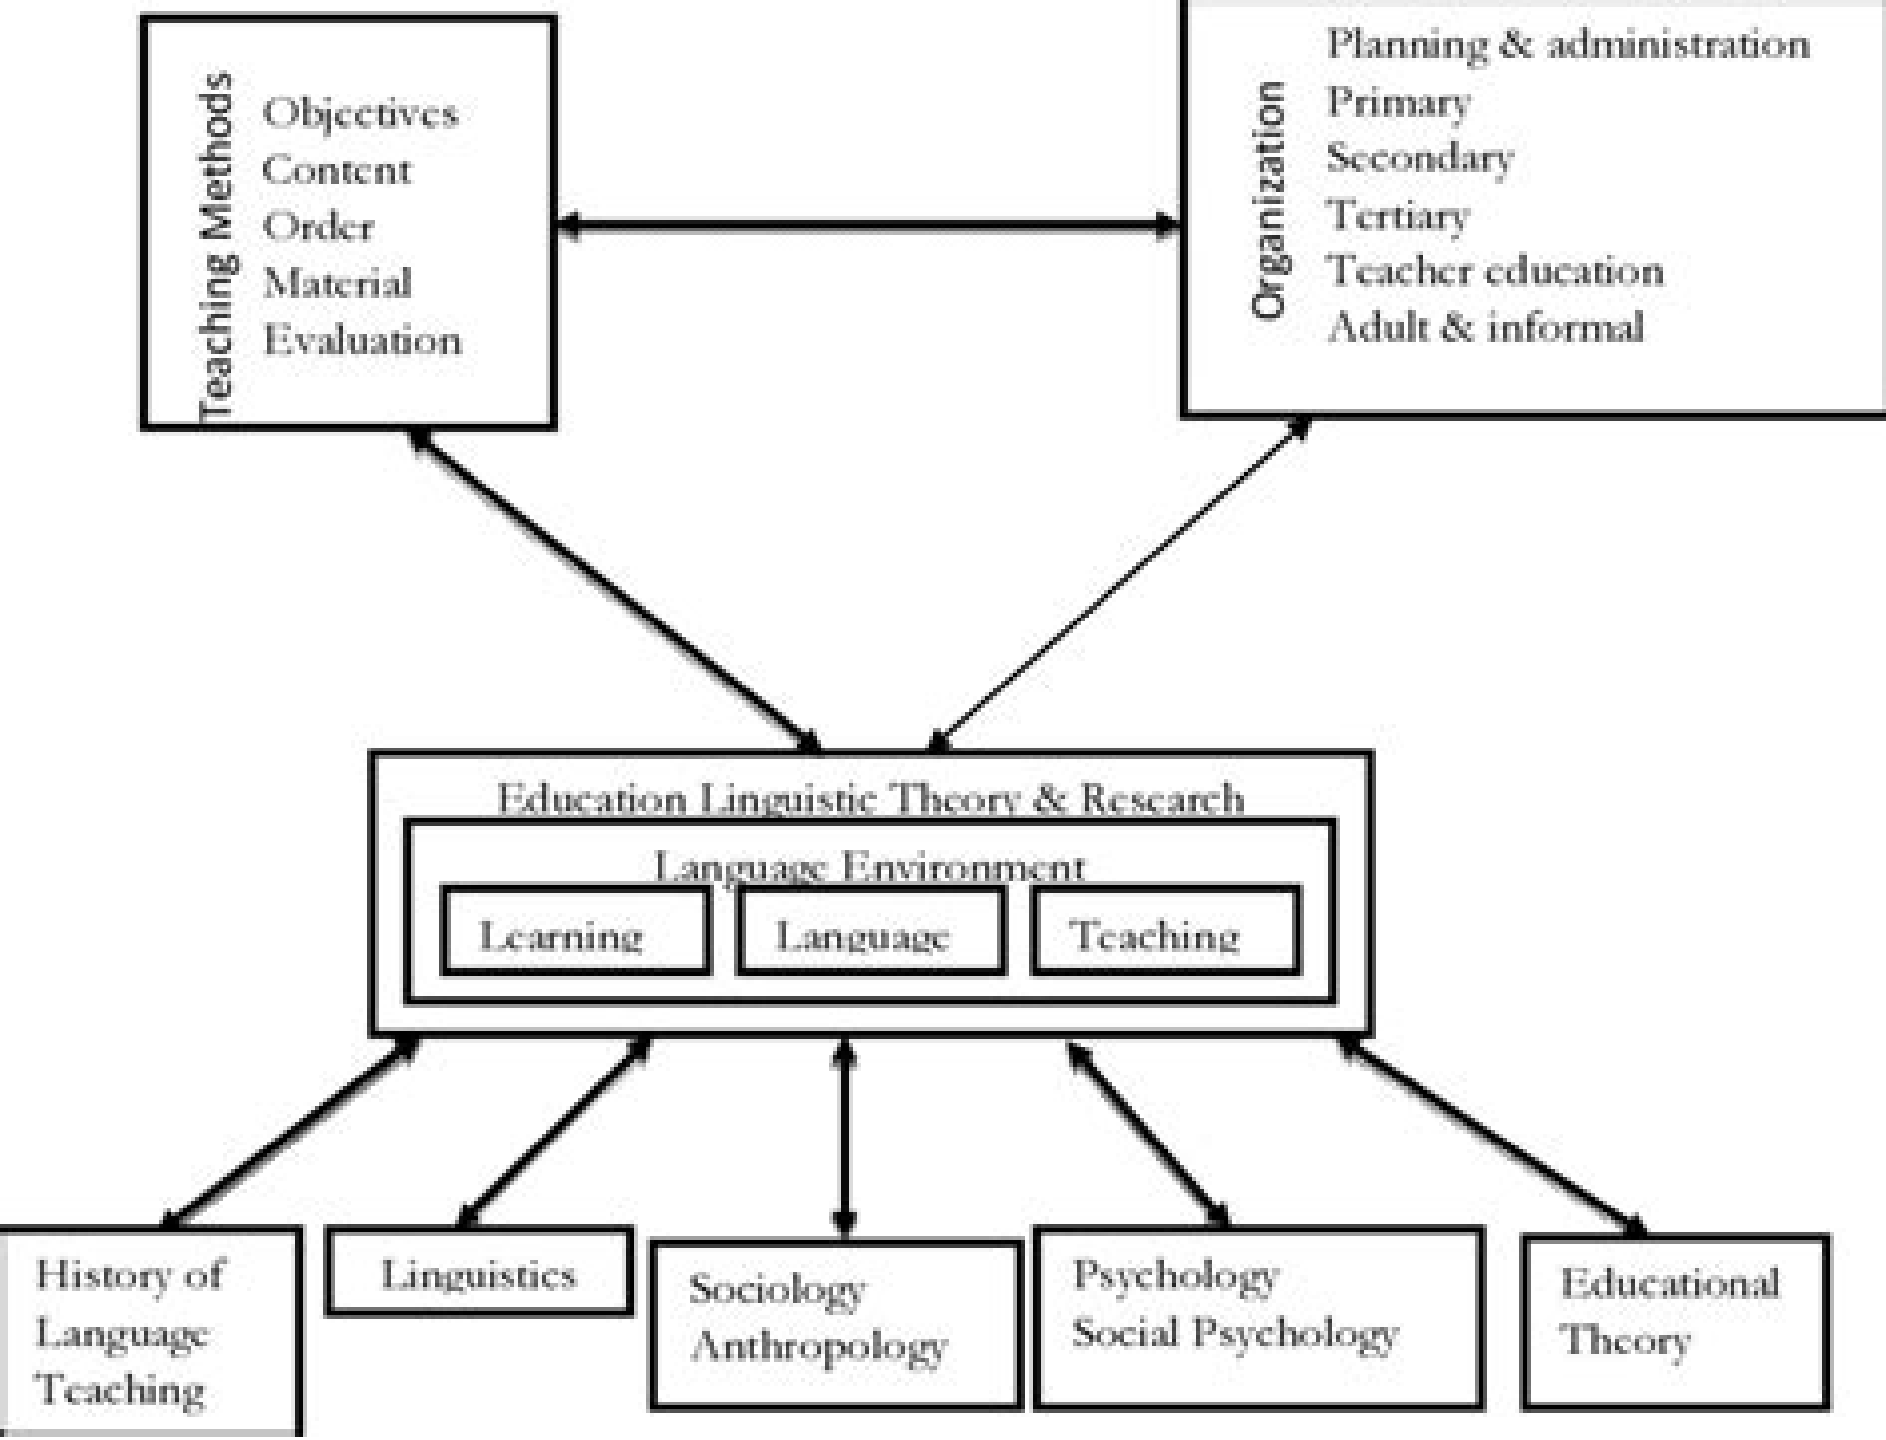 Teaching Methods
Objectives
Content
Order
Material
Evaluation
Organization
Planning & administration
Primary
Secondary
Tertiary
Teacher education
Adult & informal
Education Linguistic Theory & Research
Language Environment
Learning
Language
Teaching
History of
Language
Teaching
Linguistics
Sociology
Anthropology
Psychology
Social Psychology
Educational
Theory